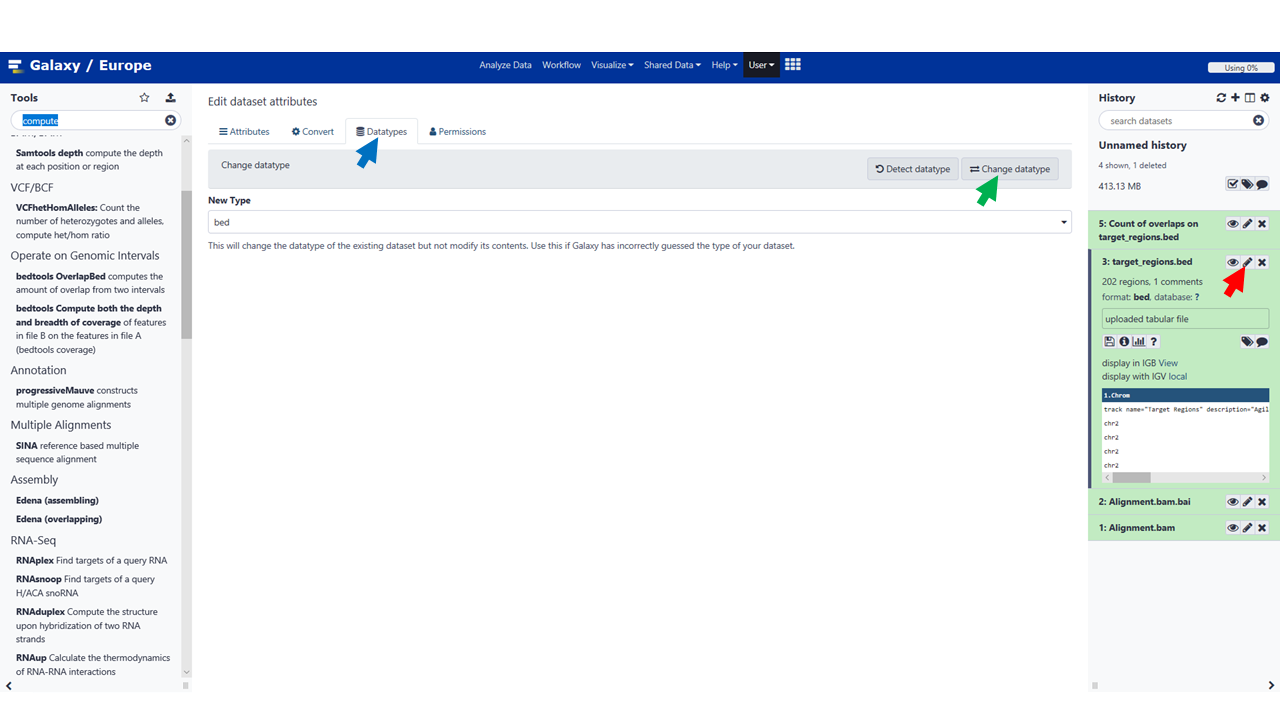 Galaxy / Europe
Analyze Data Workflow Visualize Shared Data Help User
Using 0%
Tools
compute
Samtools depth compute the depth
at each position or region
VCF/BCF
VCFhetHomAlleles: Count the
number of heterozygotes and alleles,
compute het/hom ratio
Operate on Genomic Intervals
bedtools OverlapBed computes the
amount of overlap from two intervals
bedtools Compute both the depth
and breadth of coverage of features
in file B on the features in file A
(bedtools coverage)
Annotation
progressiveMauve constructs
multiple genome alignments
Multiple Alignments
SINA reference based multiple
sequence alignment
Assembly
Edena (assembling)
Edena (overlapping)
RNA-Seq
RNAplex Find targets of a query RNA
RNAsnoop Find targets of a query
H/ACA snoRNA
RNAduplex Compute the structure
upon hybridization of two RNA
strands
RNAup Calculate the thermodynamics
of RNA-RNA interactions
Edit dataset attributes
Attributes Convert Datatypes Permissions
Change datatype
Detect datatype Change datatype
New Type
bed
This will change the datatype of the existing dataset but not modify its contents. Use this if Galaxy has incorrectly guessed the type of your dataset.
History
search datasets
Unnamed history
4 shown, 1 deleted
413.13 MB
5: Count of overlaps on
target_regions.bed
3: target_regions.bed
202 regions, 1 comments
format: bed, database: ?
uploaded tabular file
display in IGB View
display with IGV local
1.Chrom
track name="Target Regions" description="Agil
chr2
chr2
chr2
chr2
2: Alignment.bam.bai
1: Alignment.bam